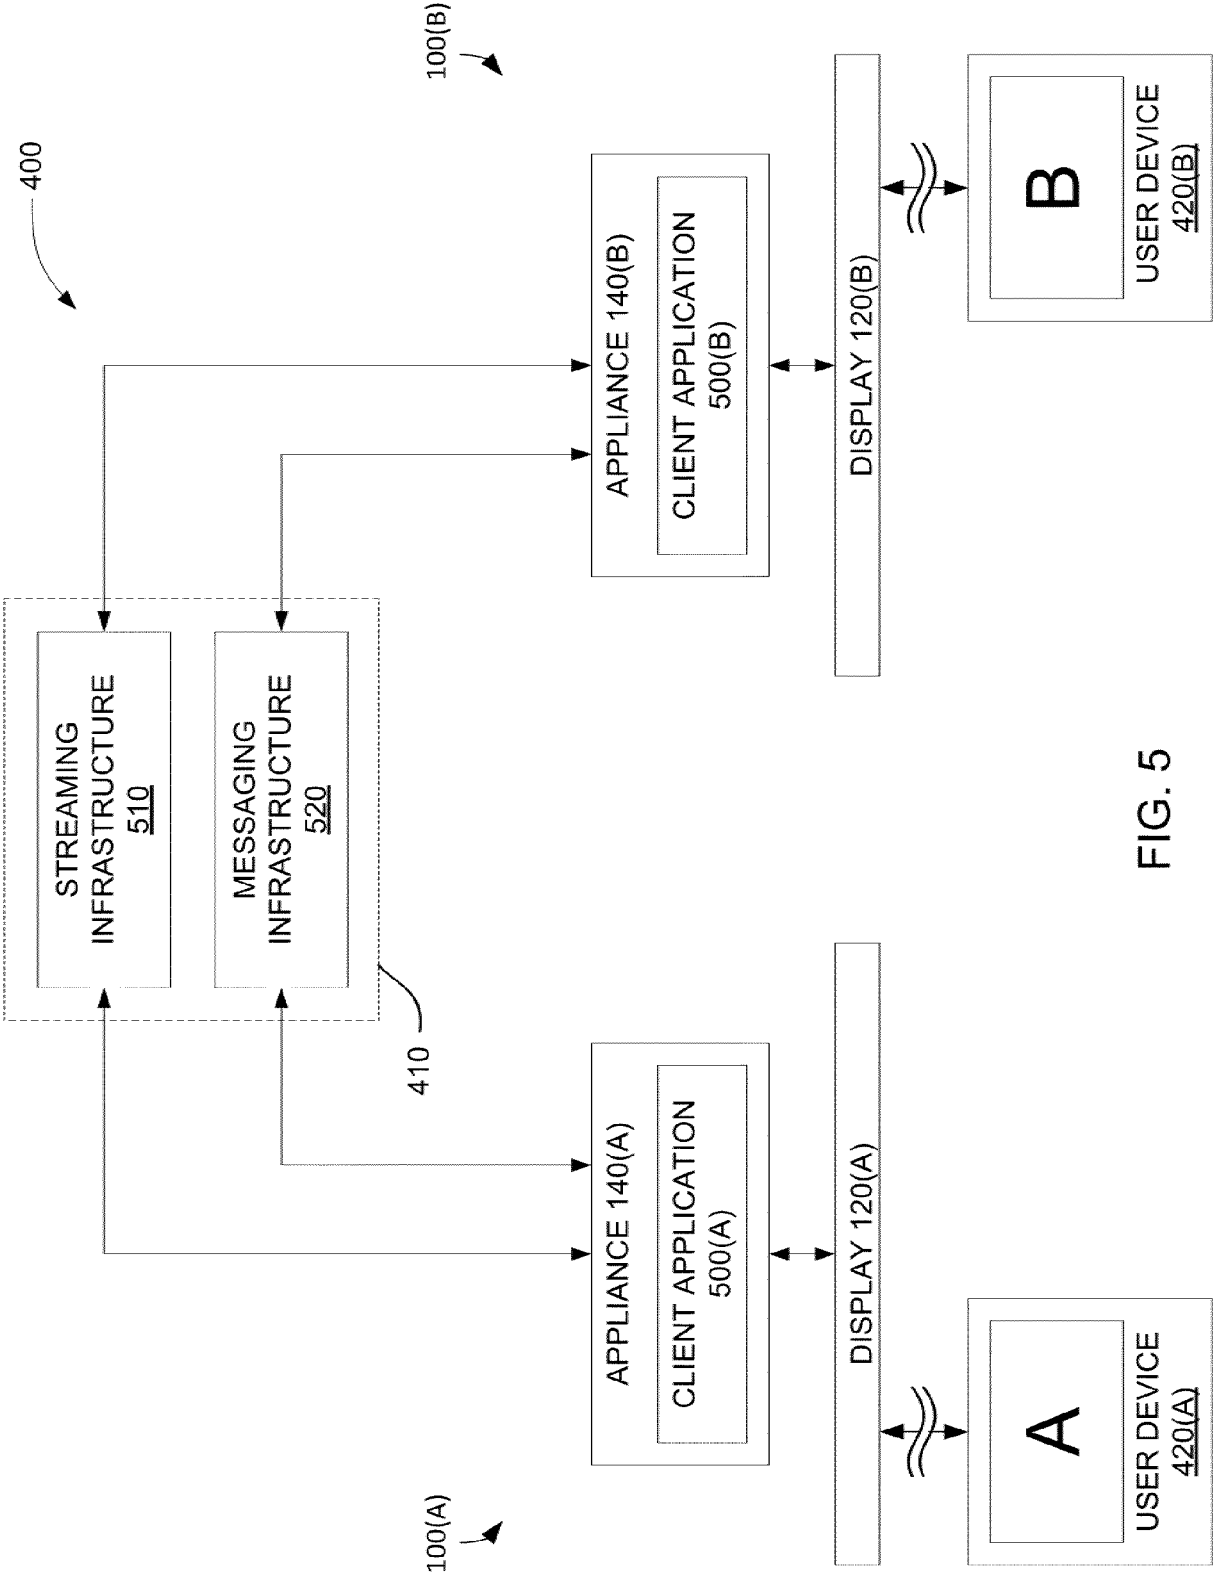 400
100(A)
100(B)
STREAMING
INFRASTRUCTURE
510
MESSAGING
INFRASTRUCTURE
520
410
APPLIANCE 140(A)
CLIENT APPLICATION
500(A)
APPLIANCE 140(B)
CLIENT APPLICATION
500(B)
DISPLAY 120(A)
DISPLAY 120(B)
A
USER DEVICE
420(A)
B
USER DEVICE
420(B)
FIG. 5